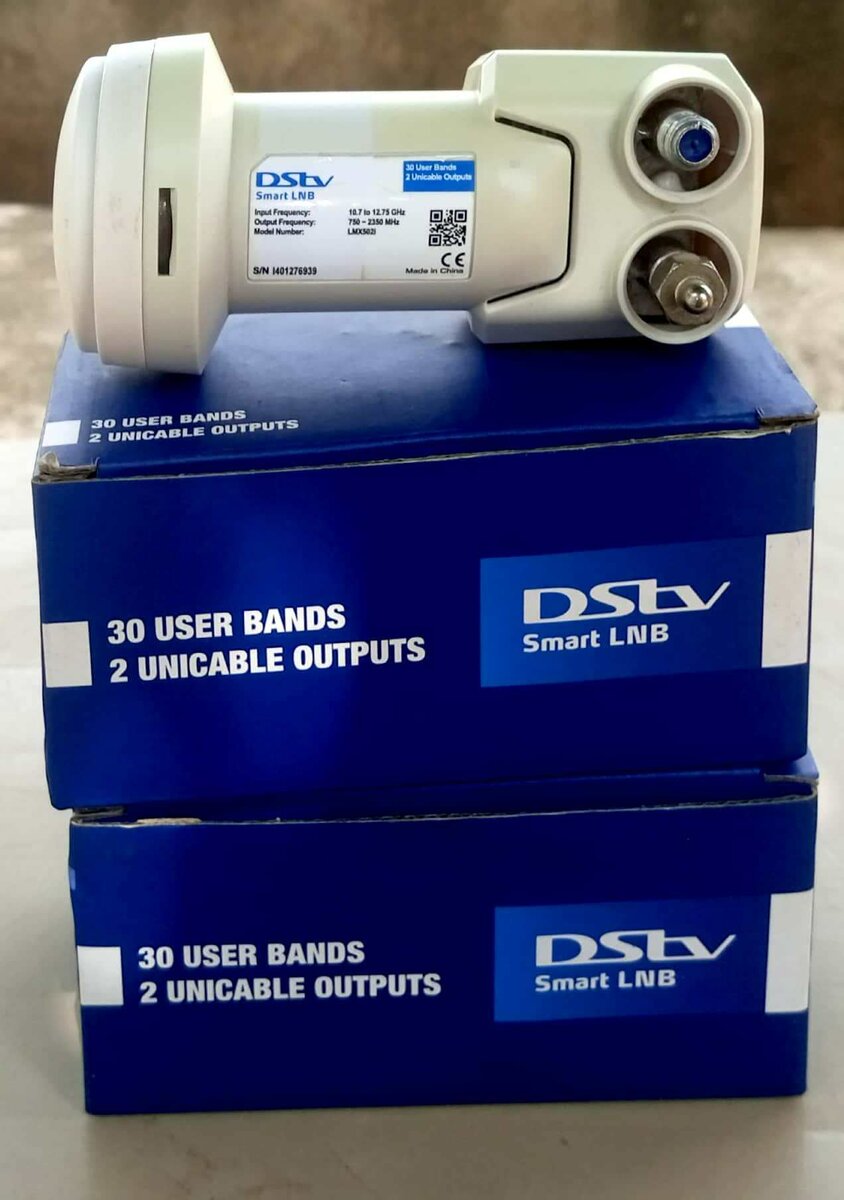 DStv
Smart LNB
30 User Bands
2 Unicable Outputs
Input Frequency: 10.7 to 12.75 GHz
Output Frequency: 750 ~ 2350 MHz
Model Number: LMX502i
S/N I401276939
CE
Made in China
30 USER BANDS
2 UNICABLE OUTPUTS
30 USER BANDS
2 UNICABLE OUTPUTS
DStv
Smart LNB
30 USER BANDS
2 UNICABLE OUTPUTS
DStv
Smart LNB